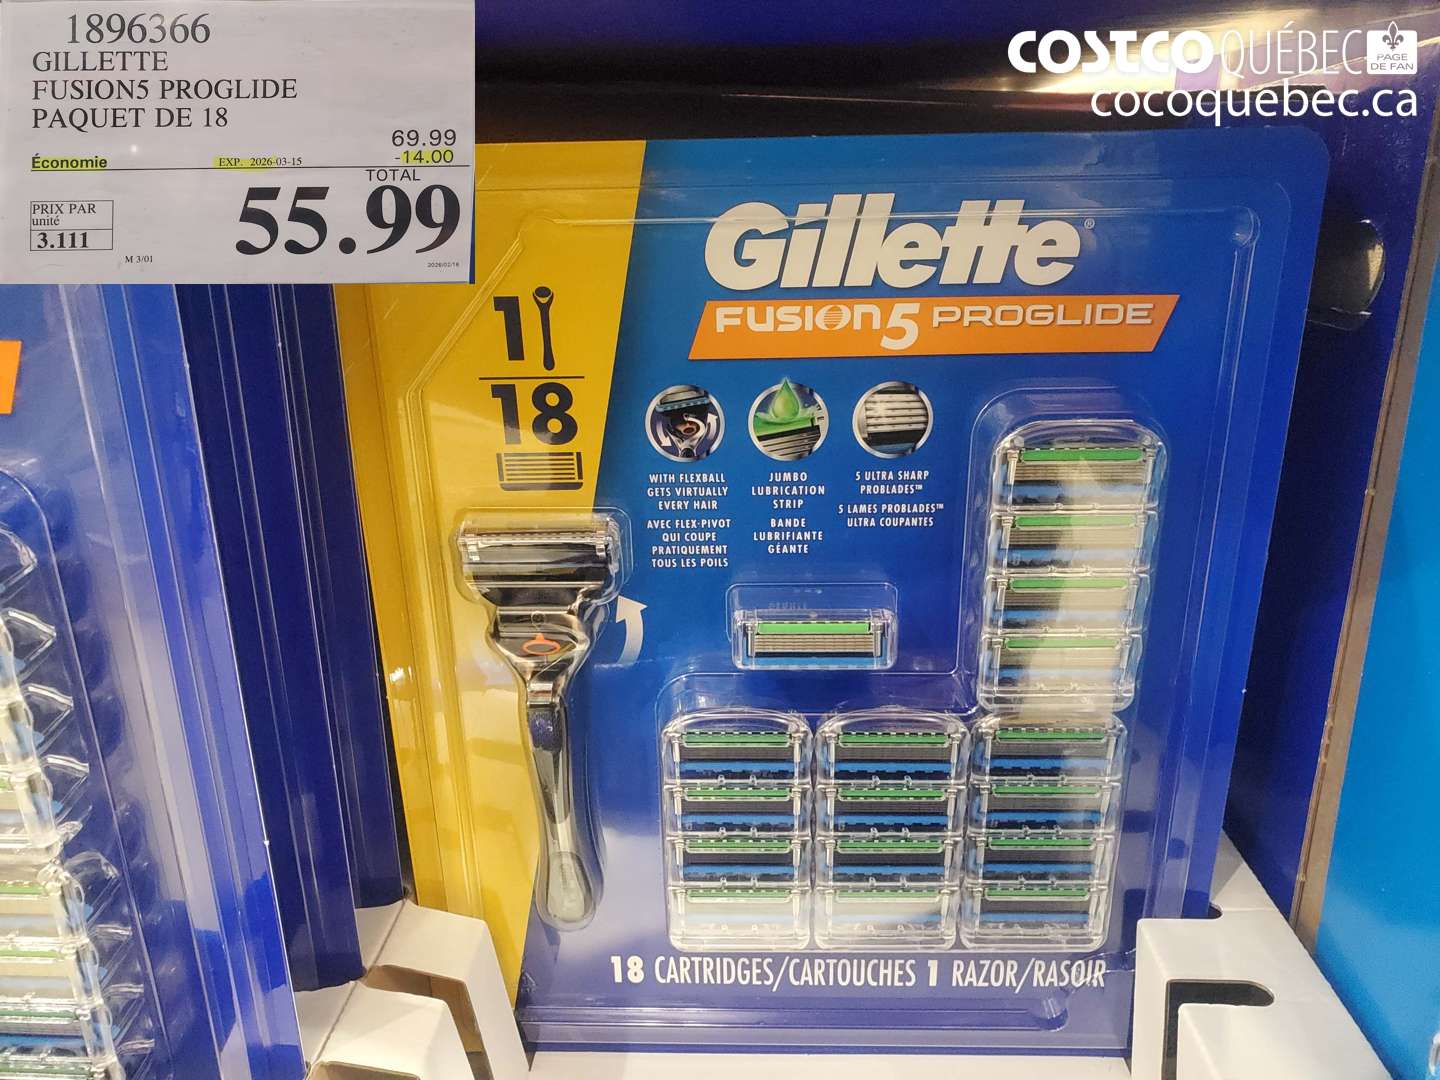 1896366
GILLETTE
FUSION5 PROGLIDE
PAQUET DE 18
69.99
Économie EXP. 2026-03-15 -14.00
TOTAL
55.99
PRIX PAR
unité
3.111
M 3/01
2026/02/16
COSTCO QUÉBEC PAGE DE FAN
cocoquebec.ca
Gillette®
FUSION5 PROGLIDE
1
18
WITH FLEXBALL
GETS VIRTUALLY
EVERY HAIR
AVEC FLEX-PIVOT
QUI COUPE
PRATIQUEMENT
TOUS LES POILS
JUMBO
LUBRICATION
STRIP
BANDE
LUBRIFIANTE
GÉANTE
5 ULTRA SHARP
PROBLADES™
5 LAMES PROBLADES™
ULTRA COUPANTES
18 CARTRIDGES/CARTOUCHES 1 RAZOR/RASOIR